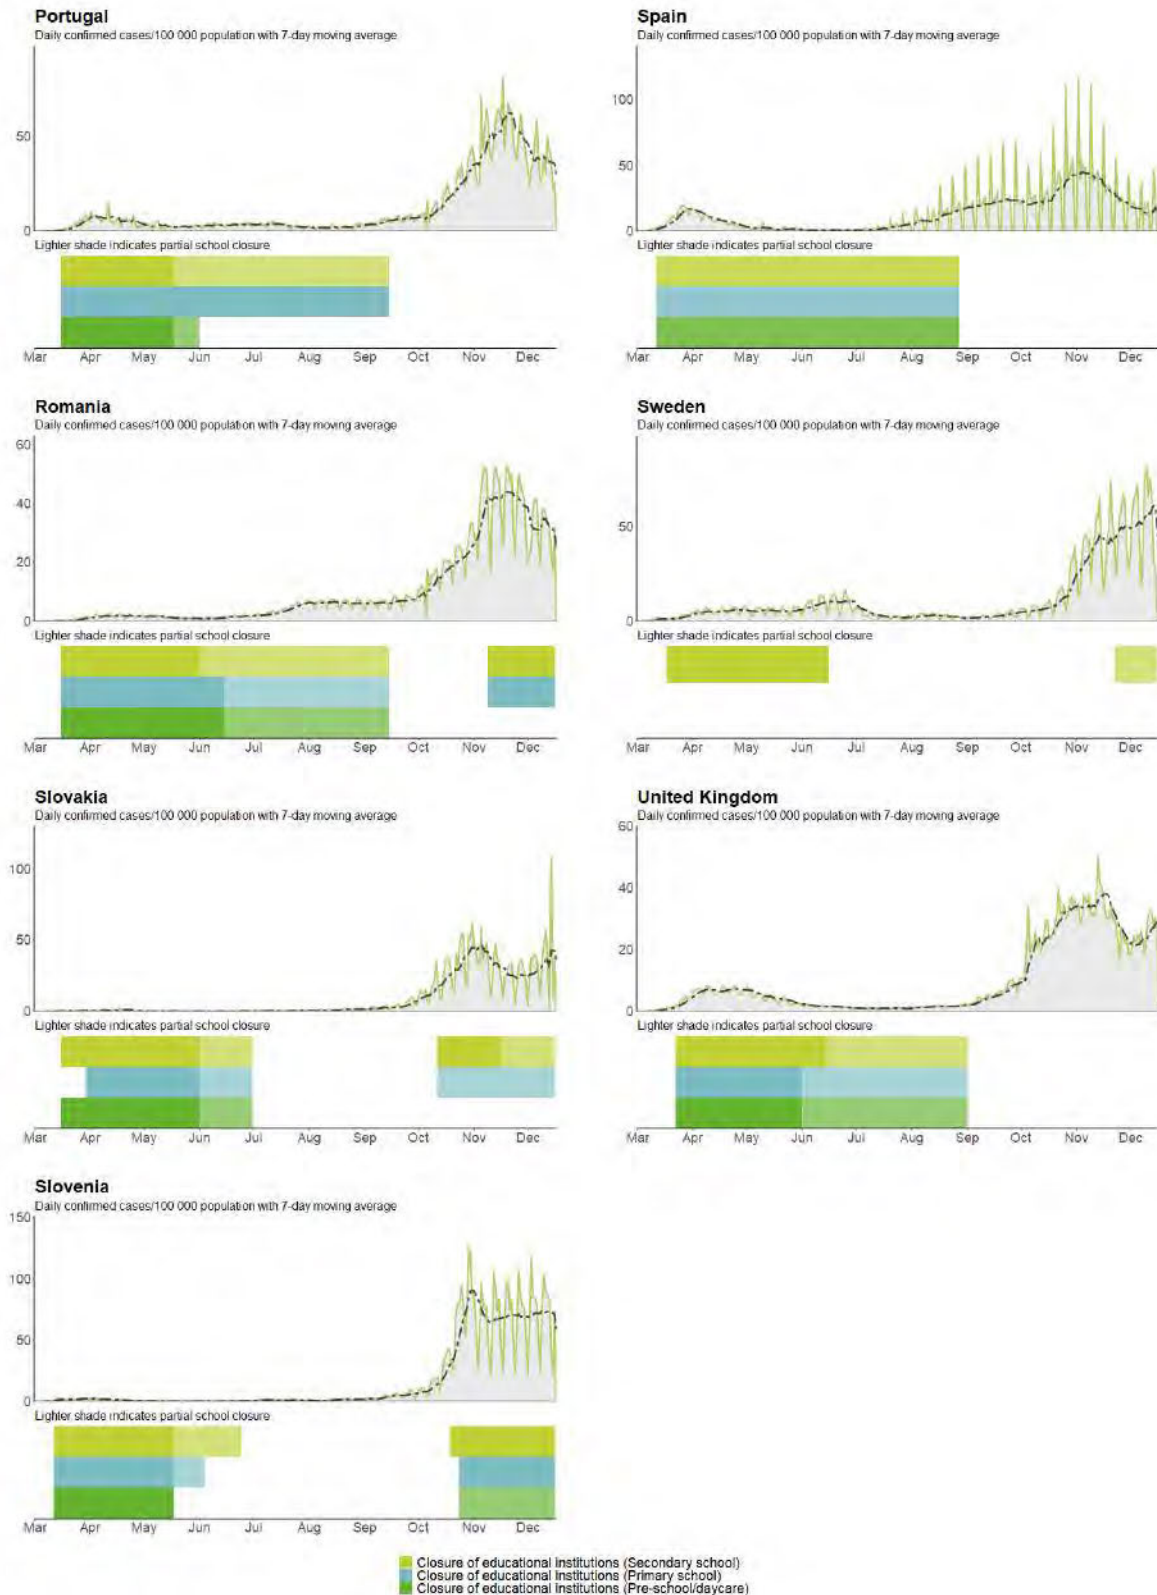 Portugal
Daily confirmed cases/100 000 population with 7-day moving average
50
0
Lighter shade indicates partial school closure
Mar Apr May Jun Jul Aug Sep Oct Nov Dec
Spain
Daily confirmed cases/100 000 population with 7-day moving average
100
50
0
Lighter shade indicates partial school closure
Mar Apr May Jun Jul Aug Sep Oct Nov Dec
Romania
Daily confirmed cases/100 000 population with 7-day moving average
60
40
20
0
Lighter shade indicates partial school closure
Mar Apr May Jun Jul Aug Sep Oct Nov Dec
Sweden
Daily confirmed cases/100 000 population with 7-day moving average
50
0
Lighter shade indicates partial school closure
Mar Apr May Jun Jul Aug Sep Oct Nov Dec
Slovakia
Daily confirmed cases/100 000 population with 7-day moving average
100
50
0
Lighter shade indicates partial school closure
Mar Apr May Jun Jul Aug Sep Oct Nov Dec
United Kingdom
Daily confirmed cases/100 000 population with 7-day moving average
60
40
20
0
Lighter shade indicates partial school closure
Mar Apr May Jun Jul Aug Sep Oct Nov Dec
Slovenia
Daily confirmed cases/100 000 population with 7-day moving average
150
100
50
0
Lighter shade indicates partial school closure
Mar Apr May Jun Jul Aug Sep Oct Nov Dec
Closure of educational institutions (Secondary school)
Closure of educational institutions (Primary school)
Closure of educational institutions (Pre-school/daycare)